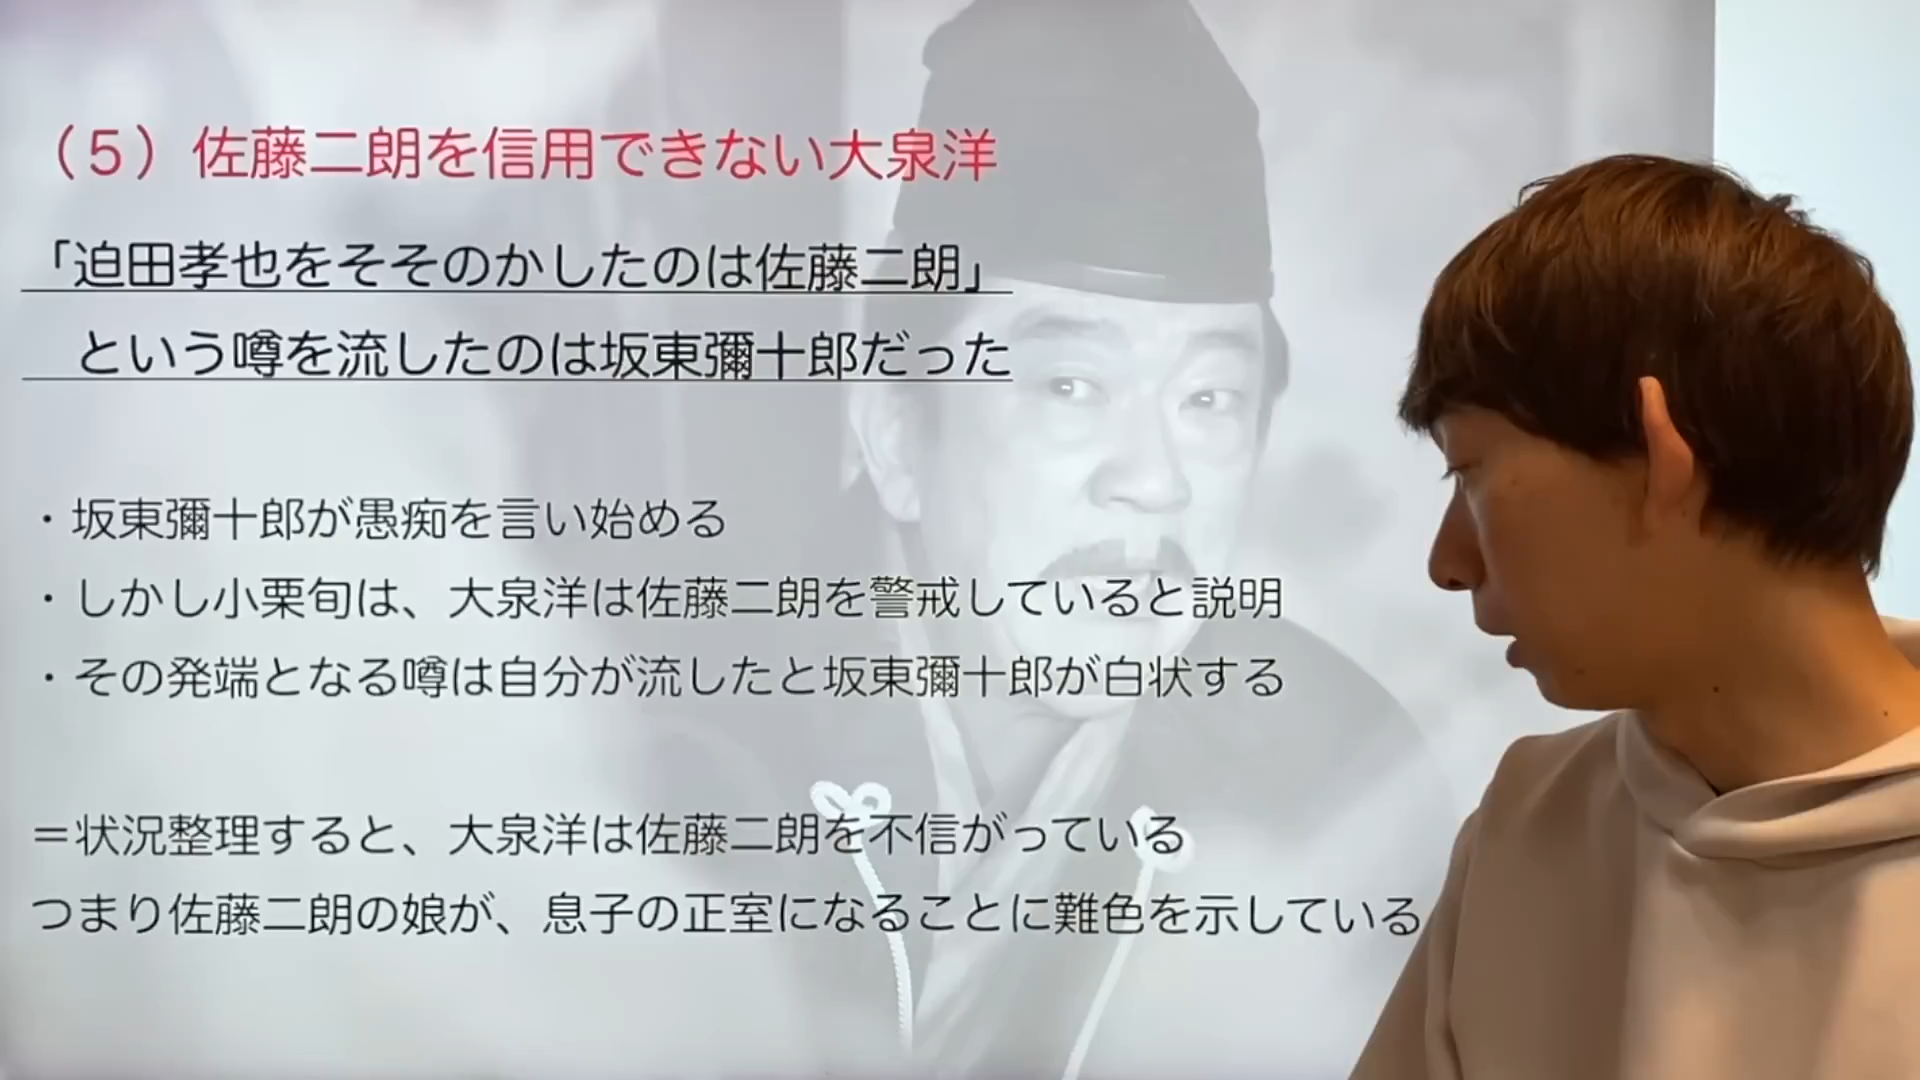 （５）佐藤二朗を信用できない大泉洋
「迫田孝也をそそのかしたのは佐藤二朗」
という噂を流したのは坂東彌十郎だった
・坂東彌十郎が愚痴を言い始める
・しかし小栗旬は、大泉洋は佐藤二朗を警戒していると説明
・その発端となる噂は自分が流したと坂東彌十郎が白状する
＝状況整理すると、大泉洋は佐藤二朗を不信がっている
つまり佐藤二朗の娘が、息子の正室になることに難色を示している